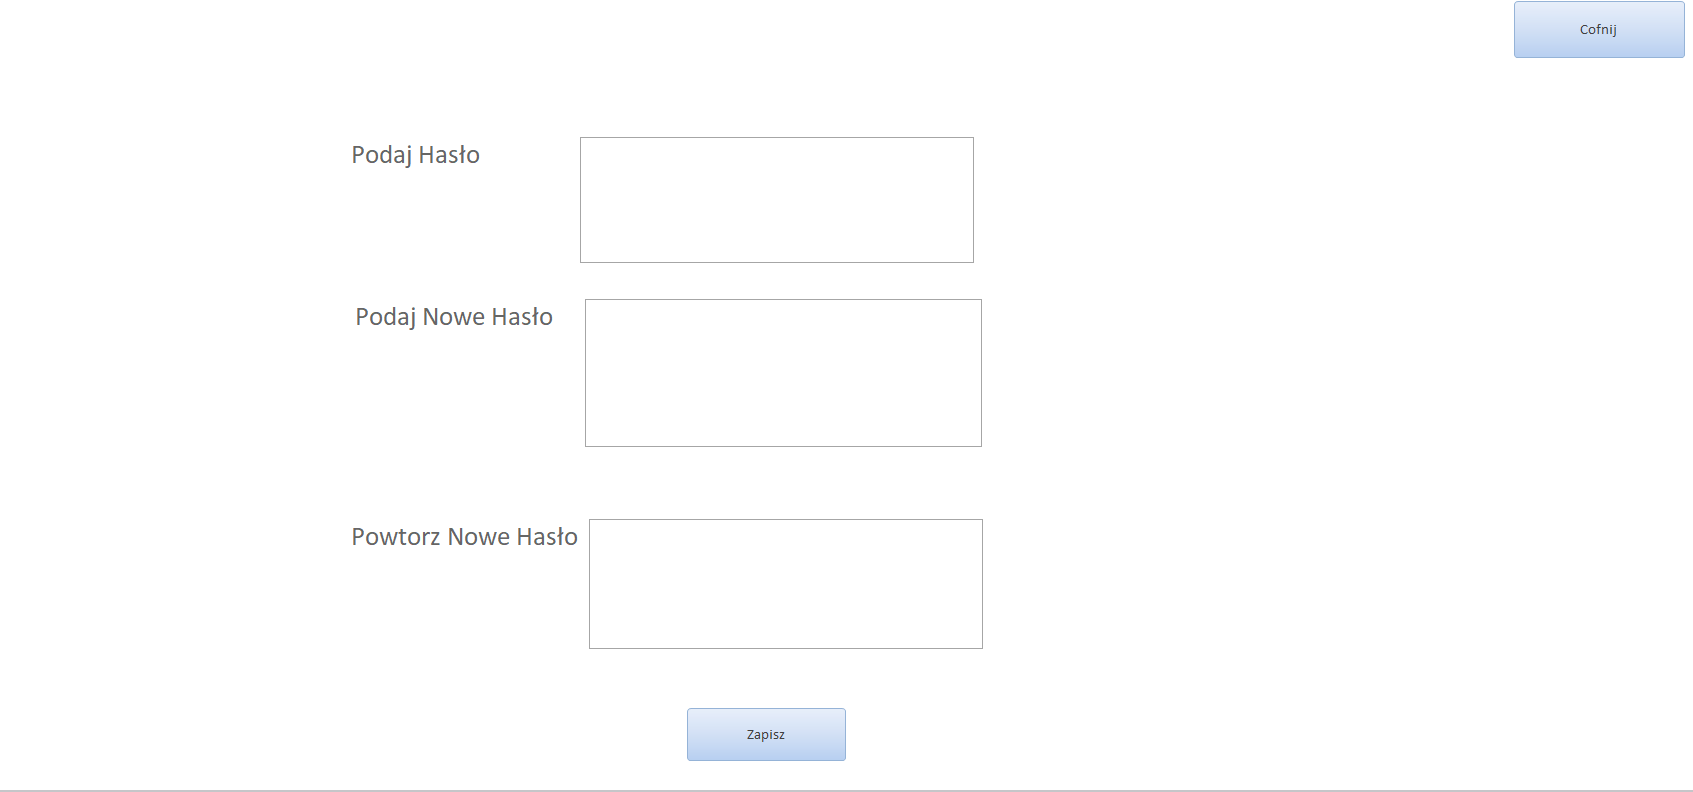 Cofnij
Podaj Hasło
Podaj Nowe Hasło
Powtorz Nowe Hasło
Zapisz